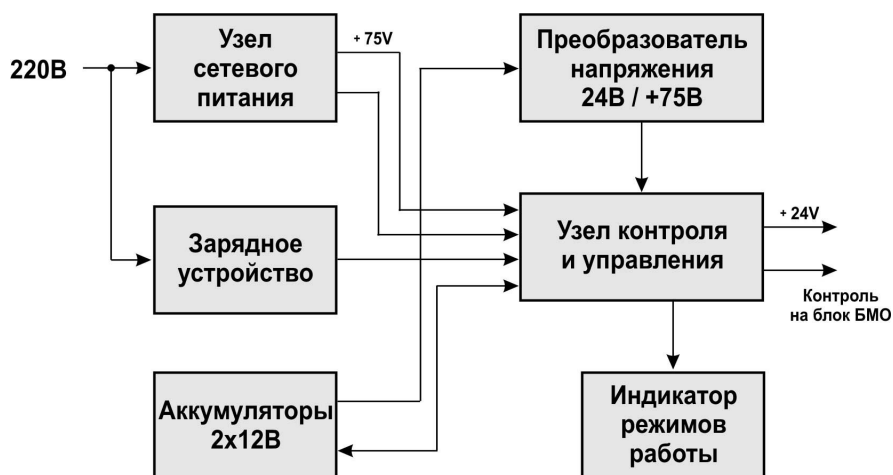 220В
Узел
сетевого
питания
+ 75V
Преобразователь
напряжения
24В / +75В
Зарядное
устройство
Узел контроля
и управления
+ 24V
Контроль
на блок БМО
Аккумуляторы
2х12В
Индикатор
режимов
работы